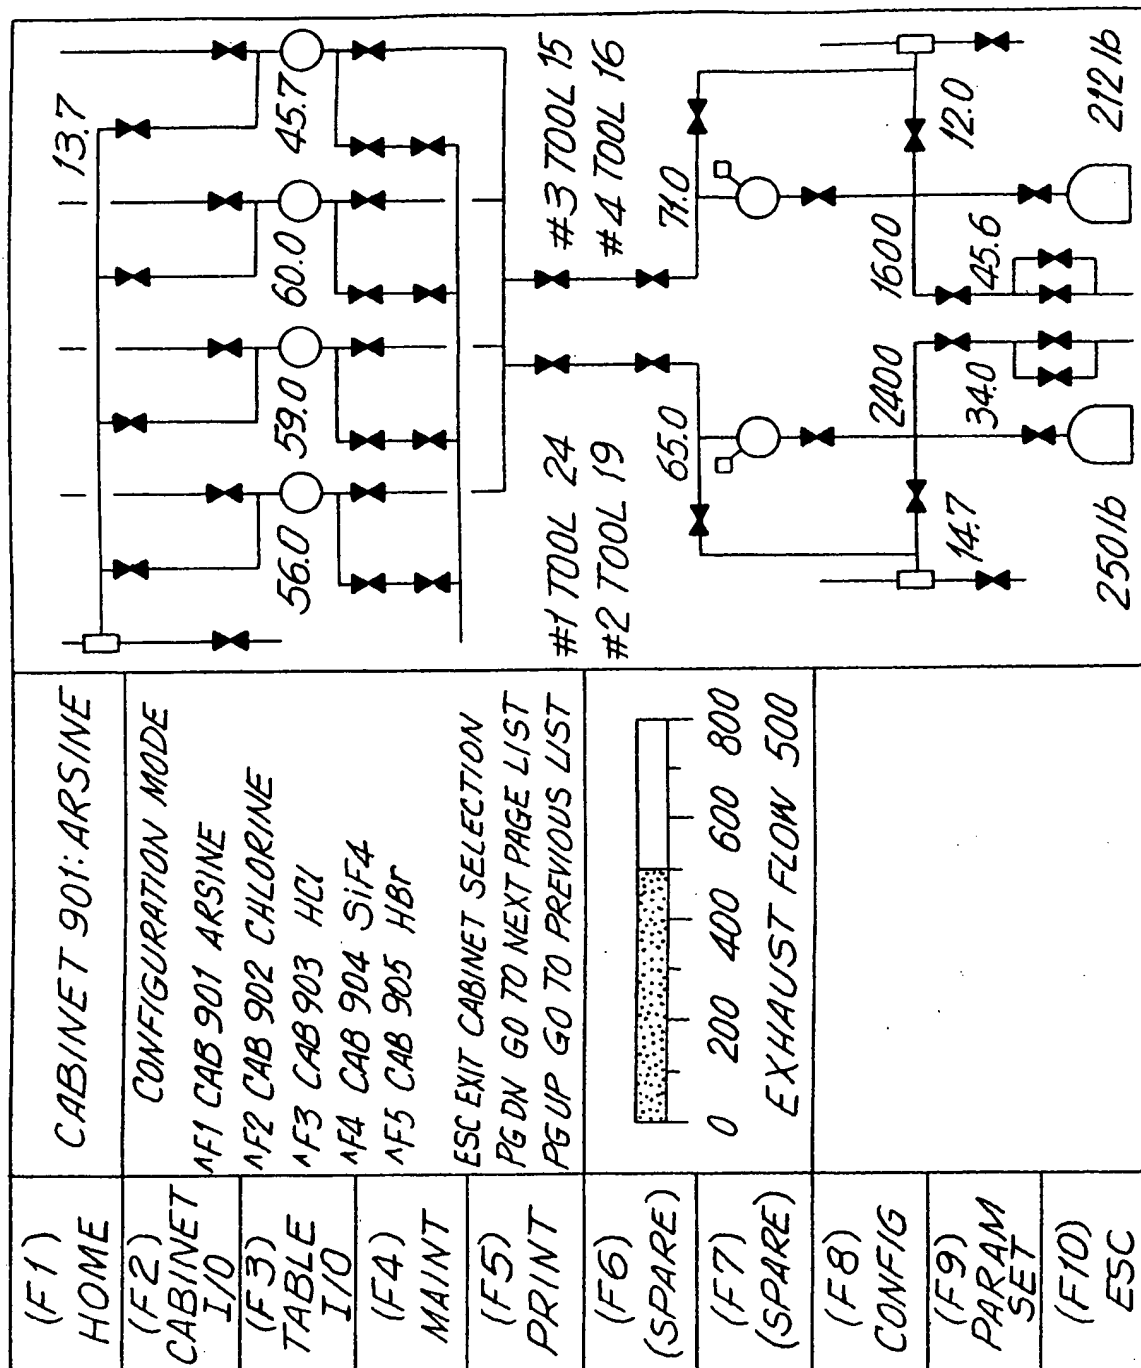 (F1)
HOME
(F2)
CABINET
I/O
(F3)
TABLE
I/O
(F4)
MAINT
(F5)
PRINT
(F6)
(SPARE)
(F7)
(SPARE)
(F8)
CONFIG
(F9)
PARAM
SET
(F10)
ESC
CABINET 901: ARSINE
CONFIGURATION MODE
^F1 CAB 901 ARSINE
^F2 CAB 902 CHLORINE
^F3 CAB 903 HCl
^F4 CAB 904 SiF4
^F5 CAB 905 HBr
ESC EXIT CABINET SELECTION
PG DN GO TO NEXT PAGE LIST
PG UP GO TO PREVIOUS LIST
0 200 400 600 800
EXHAUST FLOW 500
13.7
56.0 59.0 60.0 45.7
#1 TOOL 24 #3 TOOL 15
#2 TOOL 19 #4 TOOL 16
65.0 71.0
2400 1600
14.7 34.0 45.6 12.0
250 lb 212 lb